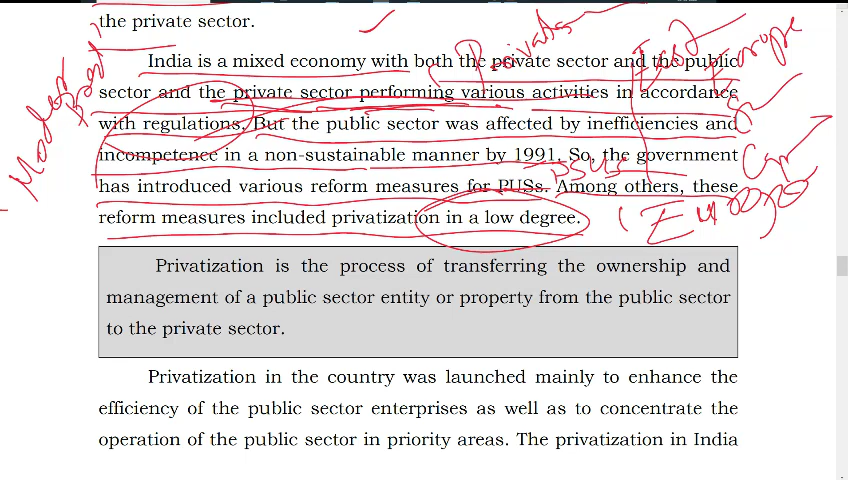 the private sector.
India is a mixed economy with both the private sector and the public
sector and the private sector performing various activities in accordance
with regulations. But the public sector was affected by inefficiencies and
incompetence in a non-sustainable manner by 1991. So, the government
has introduced various reform measures for PUSs. Among others, these
reform measures included privatization in a low degree.
Privatization is the process of transferring the ownership and
management of a public sector entity or property from the public sector
to the private sector.
Privatization in the country was launched mainly to enhance the
efficiency of the public sector enterprises as well as to concentrate the
operation of the public sector in priority areas. The privatization in India
East
Europe